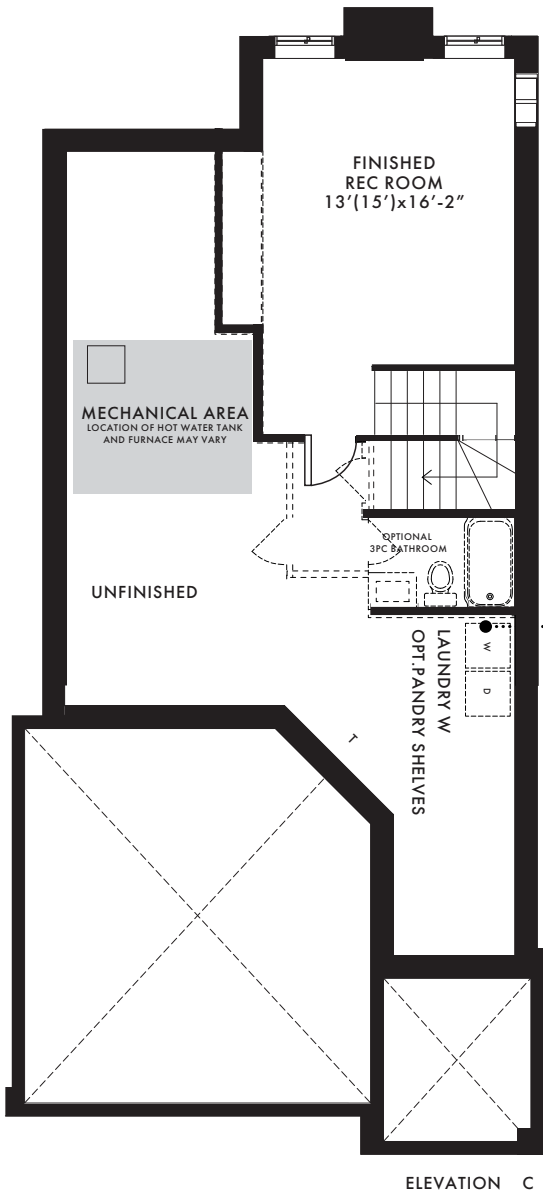 FINISHED
REC ROOM
13'(15')x16'-2"
MECHANICAL AREA
LOCATION OF HOT WATER TANK
AND FURNACE MAY VARY
OPTIONAL
3PC BATHROOM
UNFINISHED
LAUNDRY W
OPT.PANDRY SHELVES
W
D
T
ELEVATION C